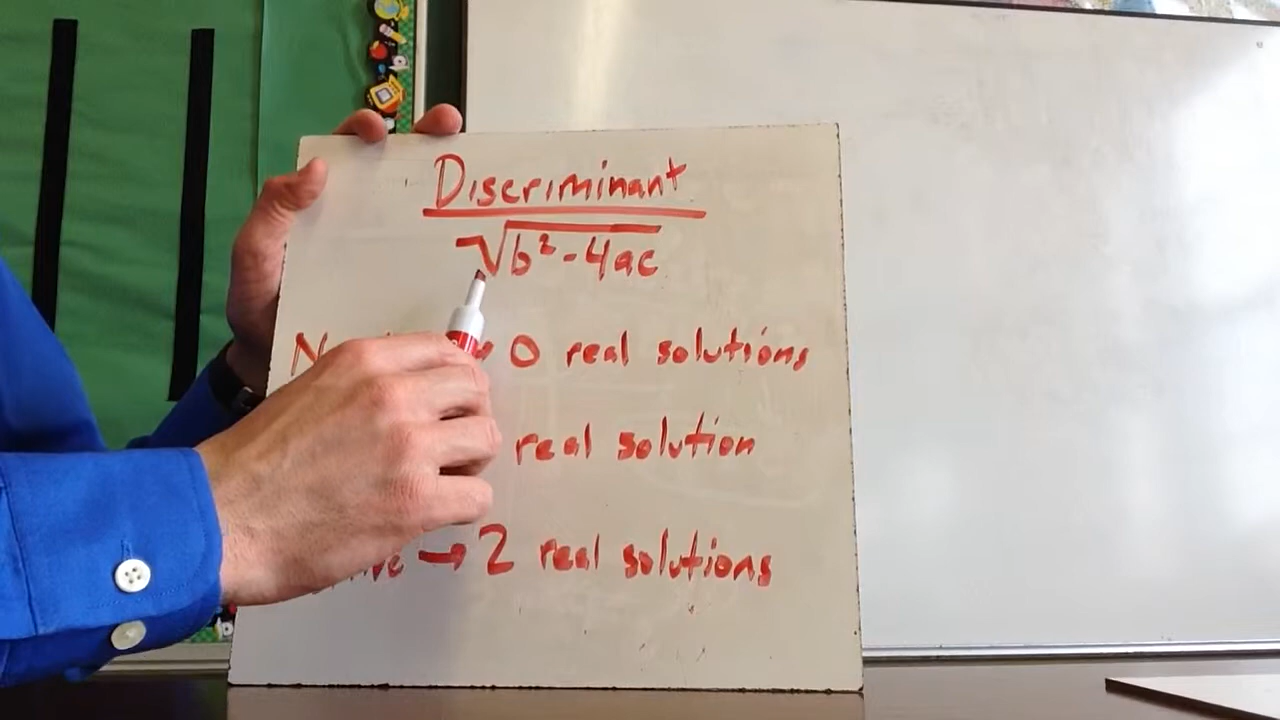 Discriminant
√b²-4ac
0 real solutions
real solution
→ 2 real solutions